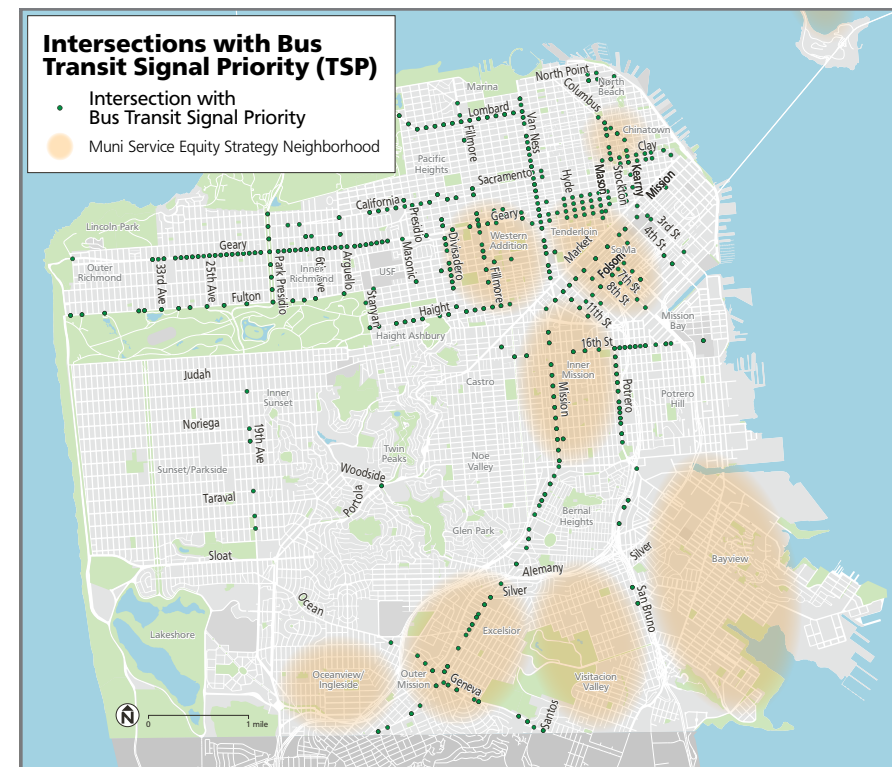 Intersections with Bus
Transit Signal Priority (TSP)
Intersection with
Bus Transit Signal Priority
Muni Service Equity Strategy Neighborhood
North Point
North
Beach
Marina
Columbus
Lombard
Van Ness
Fillmore
Chinatown
Clay
Pacific
Heights
Sacramento
Hyde
Mason
Stockton
Kearny
Mission
California
Presidio
Geary
3rd St
4th St
Lincoln Park
Divisadero
Western
Addition
Tenderloin
Market
SoMa
Folsom
7th St
8th St
11th St
Geary
Outer
Richmond
33rd Ave
25th Ave
Park Presidio
Inner
Richmond
6th Ave
Arguello
USF
Masonic
Fillmore
Fulton
Stanyan
Haight
Haight Ashbury
Mission
Bay
16th St
Judah
Castro
Inner
Mission
Mission
Potrero
Potrero
Hill
Inner
Sunset
Noriega
19th Ave
Twin
Peaks
Noe
Valley
Sunset/Parkside
Woodside
Portola
Taraval
Bernal
Heights
Glen Park
Sloat
Silver
Bayview
Alemany
Silver
San Bruno
Ocean
Lakeshore
Excelsior
Oceanview/
Ingleside
Outer
Mission
Geneva
Visitacion
Valley
Santos
N
0
1 mile